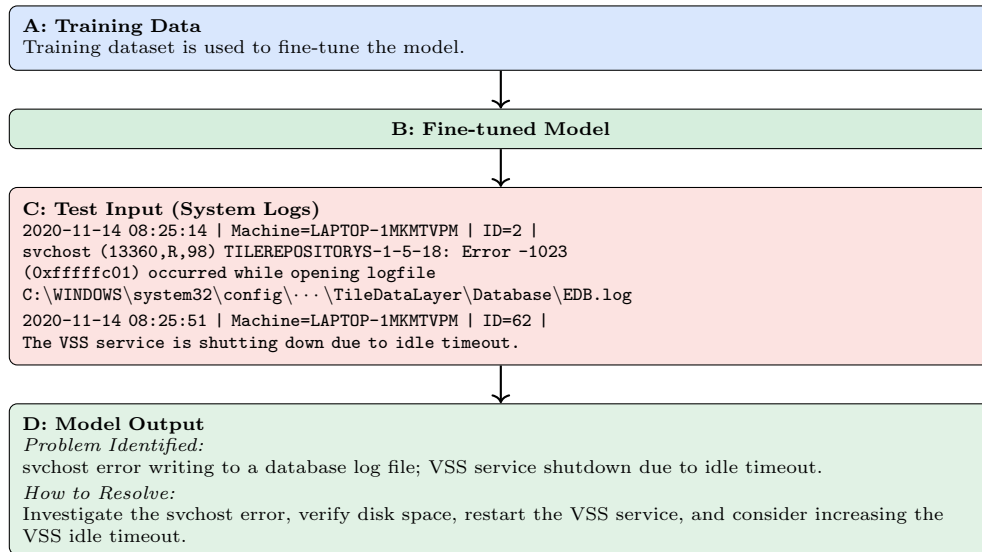 A: Training Data
Training dataset is used to fine-tune the model.
B: Fine-tuned Model
C: Test Input (System Logs)
2020-11-14 08:25:14 | Machine=LAPTOP-1MKMTVPM | ID=2 |
svchost (13360,R,98) TILEREPOSITORYS-1-5-18: Error -1023
(0xfffffc01) occurred while opening logfile
C:\WINDOWS\system32\config\···\TileDataLayer\Database\EDB.log
2020-11-14 08:25:51 | Machine=LAPTOP-1MKMTVPM | ID=62 |
The VSS service is shutting down due to idle timeout.
D: Model Output
Problem Identified:
svchost error writing to a database log file; VSS service shutdown due to idle timeout.
How to Resolve:
Investigate the svchost error, verify disk space, restart the VSS service, and consider increasing the
VSS idle timeout.